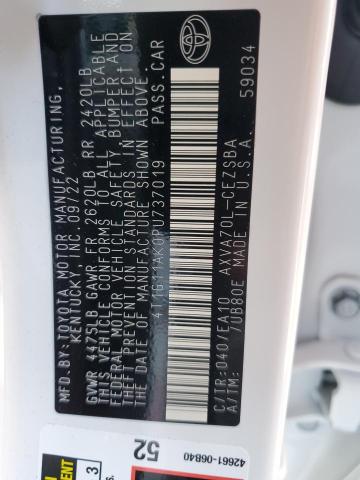 MFD.BY:TOYOTA MOTOR MANUFACTURING,
KENTUCKY, INC.09/22
GVWR 4475LB GAWR FR 2620LB RR 2420LB
THIS VEHICLE CONFORMS TO ALL APPLICABLE
FEDERAL MOTOR VEHICLE SAFETY, BUMPER,AND
THEFT PREVENTION STANDARDS IN EFFECT ON
THE DATE OF MANUFACTURE SHOWN ABOVE.
PASS.CAR
C/TR:040/EA10 AXVA70L-CEZSBA
A/TM: /UB80E MADE IN U.S.A.
59034
42661-06B40
52
3